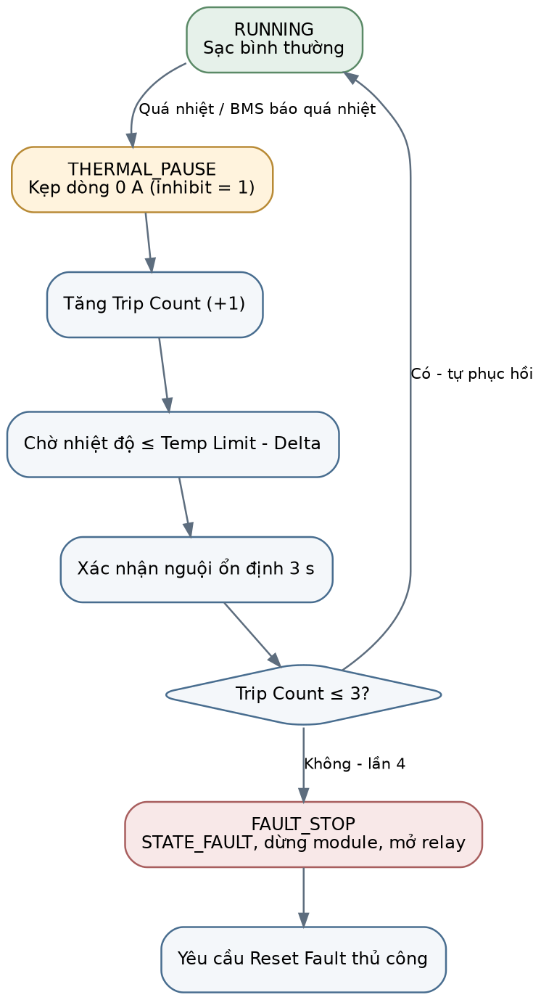 RUNNING
Sạc bình thường
Quá nhiệt / BMS báo quá nhiệt
THERMAL_PAUSE
Kẹp dòng 0 A (inhibit = 1)
Tăng Trip Count (+1)
Có - tự phục hồi
Chờ nhiệt độ ≤ Temp Limit - Delta
Xác nhận nguội ổn định 3 s
Trip Count ≤ 3?
Không - lần 4
FAULT_STOP
STATE_FAULT, dừng module, mở relay
Yêu cầu Reset Fault thủ công